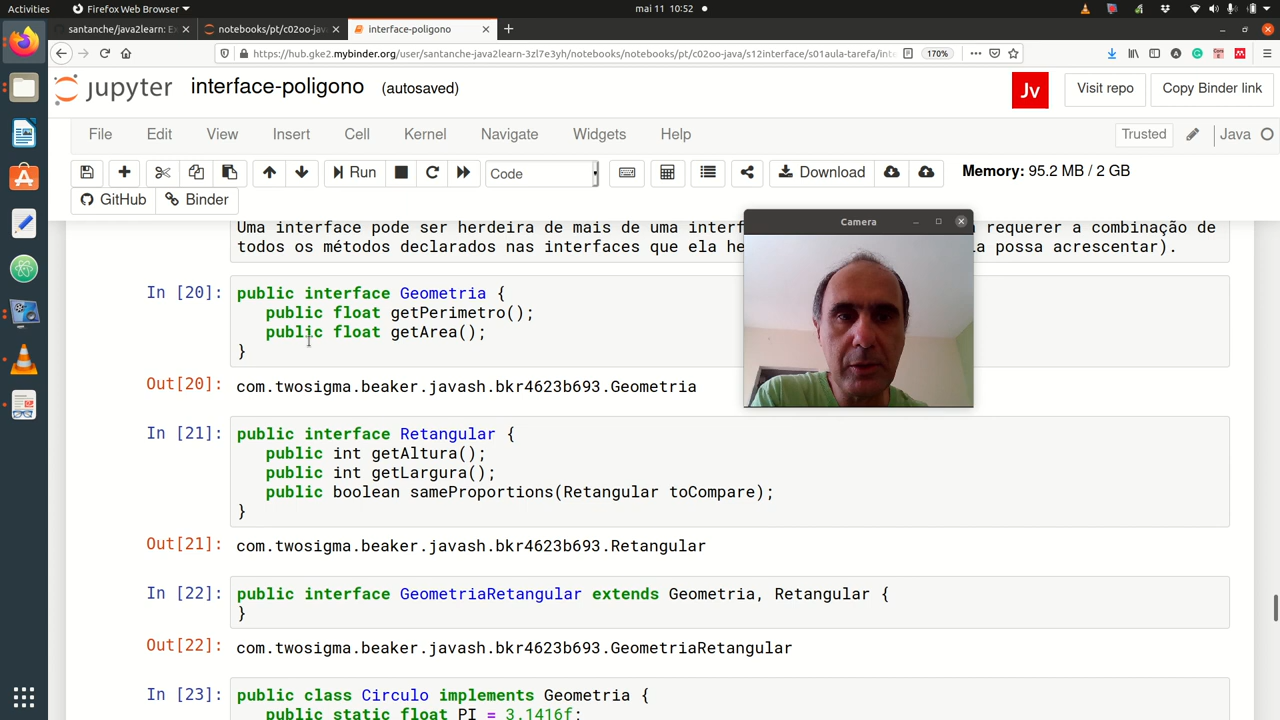 Activities
Firefox Web Browser
mai 11 10:52
santanche/java2learn: Ex
notebooks/pt/c02oo-java
interface-poligono
https://hub.gke2.mybinder.org/user/santanche-java2learn-3zl7e3yh/notebooks/notebooks/pt/c02oo-java/s12interface/s01aula-tarefa/inte
170%
jupyter
interface-poligono
(autosaved)
Jv
Visit repo
Copy Binder link
File
Edit
View
Insert
Cell
Kernel
Navigate
Widgets
Help
Trusted
Java
Run
Code
Download
Memory: 95.2 MB / 2 GB
GitHub
Binder
Uma interface pode ser herdeira de mais de uma interf
requerer a combinação de
todos os métodos declarados nas interfaces que ela he
la possa acrescentar).
Camera
In [20]:
public interface Geometria {
public float getPerimetro();
public float getArea();
}
Out[20]:
com.twosigma.beaker.javash.bkr4623b693.Geometria
In [21]:
public interface Retangular {
public int getAltura();
public int getLargura();
public boolean sameProportions(Retangular toCompare);
}
Out[21]:
com.twosigma.beaker.javash.bkr4623b693.Retangular
In [22]:
public interface GeometriaRetangular extends Geometria, Retangular {
}
Out[22]:
com.twosigma.beaker.javash.bkr4623b693.GeometriaRetangular
In [23]:
public class Circulo implements Geometria {
public static float PI = 3.1416f;